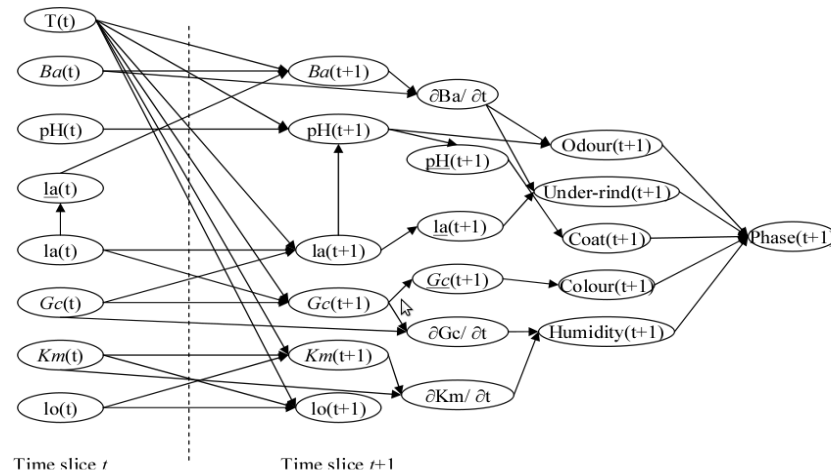 T(t)
Ba(t)
Ba(t+1)
∂Ba/ ∂t
pH(t)
pH(t+1)
Odour(t+1)
pH(t+1)
la(t)
Under-rind(t+1)
la(t+1)
Coat(t+1)
Phase(t+1)
la(t)
la(t+1)
Gc(t+1)
Colour(t+1)
Gc(t)
Gc(t+1)
∂Gc/ ∂t
Humidity(t+1)
Km(t)
Km(t+1)
∂Km/ ∂t
lo(t)
lo(t+1)
Time slice t
Time slice t+1